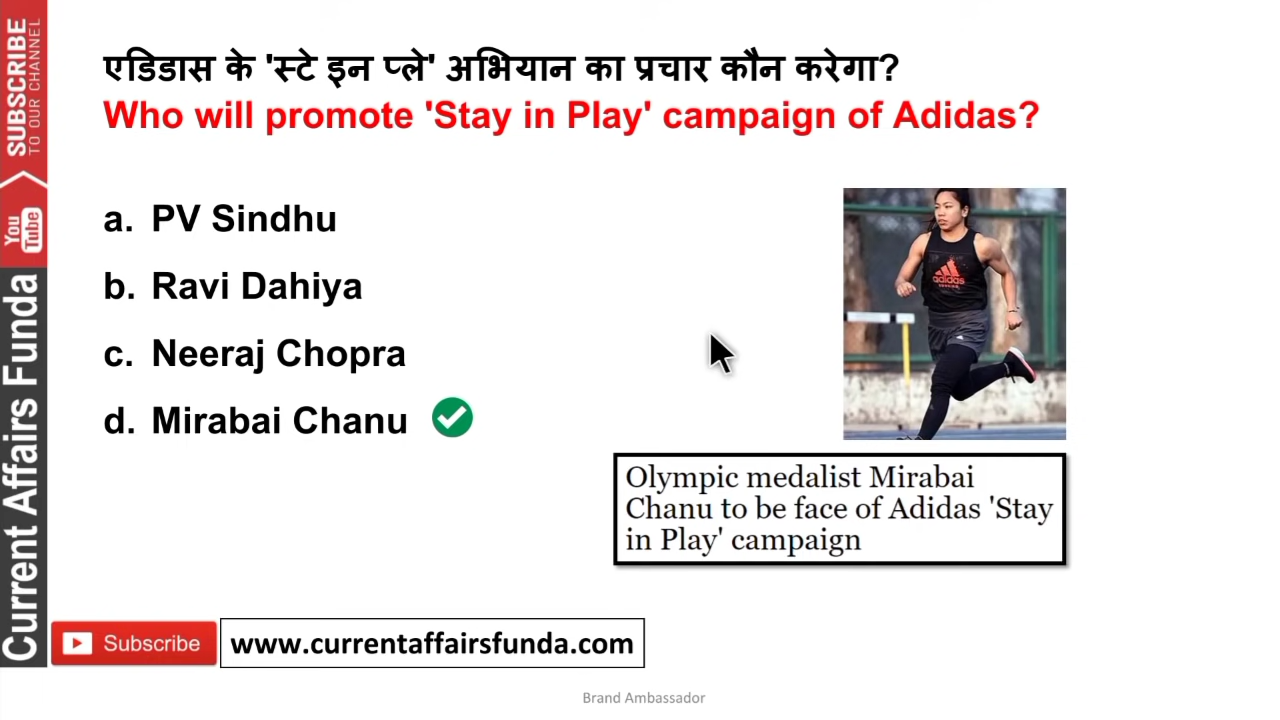 SUBSCRIBE
TO OUR CHANNEL
You
Tube
Current Affairs Funda
एडिडास के 'स्टे इन प्ले' अभियान का प्रचार कौन करेगा?
Who will promote 'Stay in Play' campaign of Adidas?
a. PV Sindhu
b. Ravi Dahiya
c. Neeraj Chopra
d. Mirabai Chanu
adidas
Olympic medalist Mirabai
Chanu to be face of Adidas 'Stay
in Play' campaign
Subscribe
www.currentaffairsfunda.com
Brand Ambassador